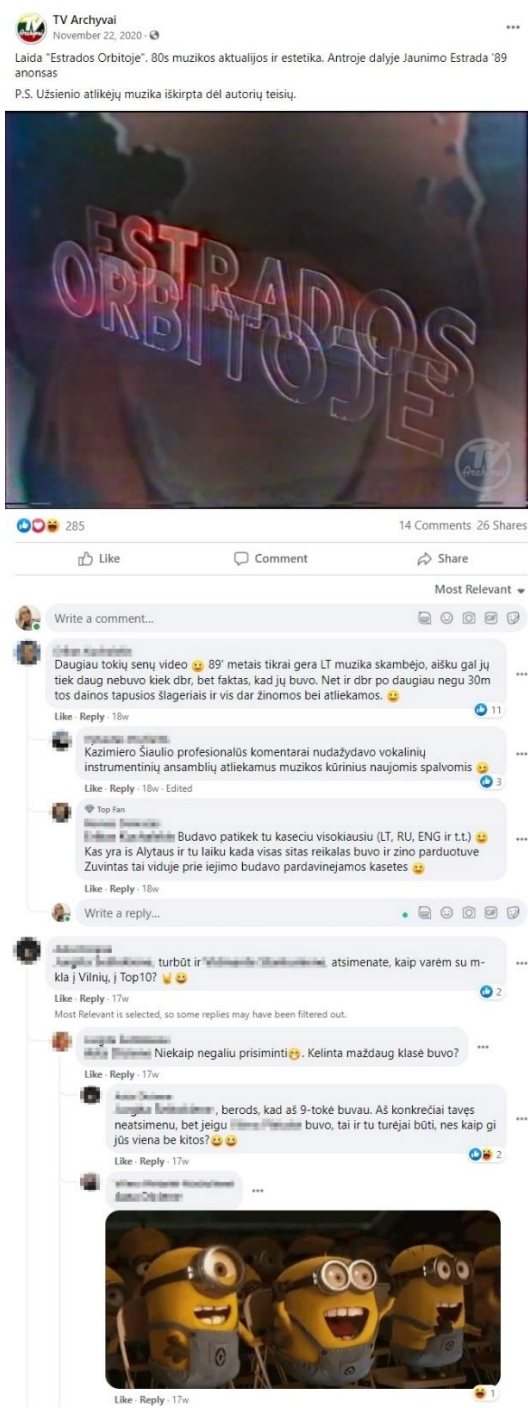 TV Archyvai
November 22, 2020 ·
Laida "Estrados Orbitoje". 80s muzikos aktualijos ir estetika. Antroje dalyje Jaunimo Estrada '89
anonsas
P.S. Užsienio atlikėjų muzika iškirpta dėl autorių teisių.
ESTRADOS
ORBITOJE
TV
Archyvai
285
14 Comments 26 Shares
Like
Comment
Share
Most Relevant
Write a comment...
Daugiau tokių senų video 😀 89' metais tikrai gera LT muzika skambėjo, aišku gal jų
tiek daug nebuvo kiek dbr, bet faktas, kad jų buvo. Net ir dbr po daugiau negu 30m
tos dainos tapusios šlageriais ir vis dar žinomos bei atliekamos. 🙂
11
Like · Reply · 18w
Kazimiero Šiaulio profesionalūs komentarai nudažydavo vokalinių
instrumentinių ansamblių atliekamus muzikos kūrinius naujomis spalvomis 😉
3
Like · Reply · 18w · Edited
Top Fan
Budavo patikek tu kaseciu visokiausiu (LT, RU, ENG ir t.t.) 😀
Kas yra is Alytaus ir tu laiku kada visas sitas reikalas buvo ir zino parduotuve
Zuvintas tai viduje prie iejimo budavo pardavinejamos kasetes 🙂
Like · Reply · 18w
Write a reply...
, turbūt ir , atsimenate, kaip varėm su m-
kla į Vilnių, į Top10? 🤘😀
2
Like · Reply · 17w
Most Relevant is selected, so some replies may have been filtered out.
Niekaip negaliu prisiminti🤭. Kelinta maždaug klasė buvo?
Like · Reply · 17w
, berods, kad aš 9-tokė buvau. Aš konkrečiai tavęs
neatsimenu, bet jeigu buvo, tai ir tu turėjai būti, nes kaip gi
jūs viena be kitos?😀😀
2
Like · Reply · 17w
1
Like · Reply · 17w